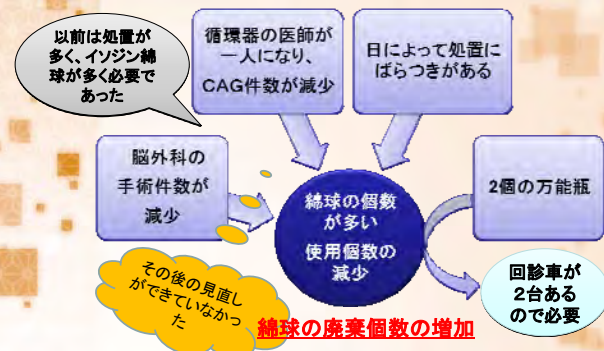 以前は処置が
多く、イソジン綿
球が多く必要で
あった
循環器の医師が
一人になり、
CAG件数が減少
日によって処置に
ばらつきがある
脳外科の
手術件数が
減少
綿球の個数
が多い
使用個数の
減少
2個の万能瓶
その後の見直し
ができていなかっ
た
回診車が
2台ある
ので必要
綿球の廃棄個数の増加